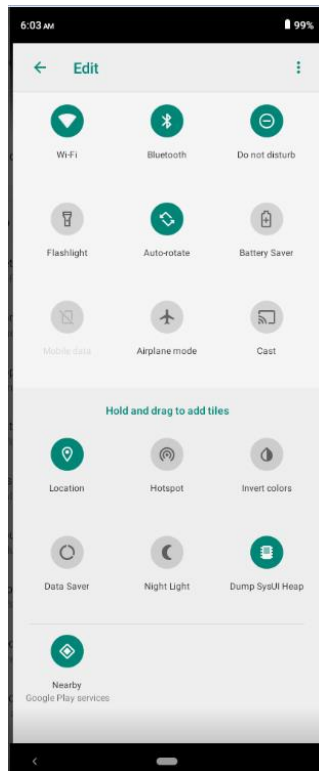 6:03 AM 99%
Edit
Wi-Fi Bluetooth Do not disturb
Flashlight Auto-rotate Battery Saver
Mobile data Airplane mode Cast
Hold and drag to add tiles
Location Hotspot Invert colors
Data Saver Night Light Dump SysUI Heap
Nearby
Google Play services